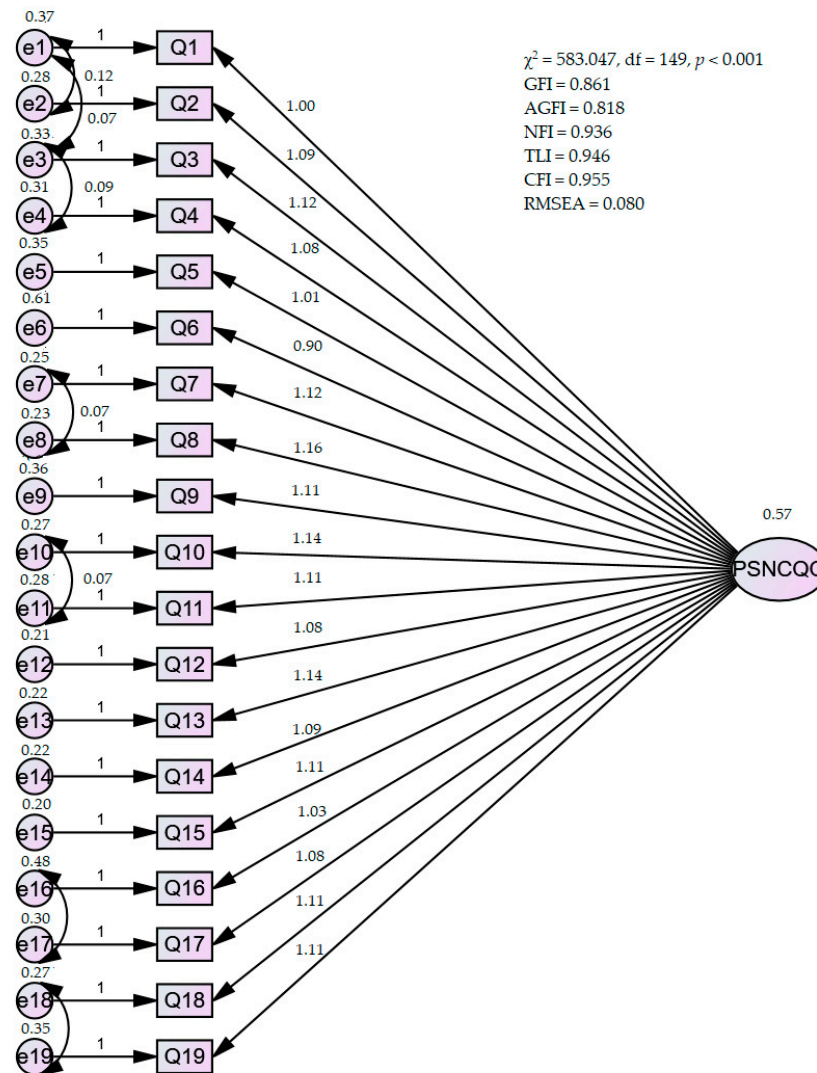 0.37
e1 1 Q1
0.28 0.12
e2 1 Q2
0.07
0.33
e3 1 Q3
0.31 0.09
e4 1 Q4
0.35
e5 1 Q5
0.61
e6 1 Q6
0.25
e7 1 Q7
0.07
0.23
e8 1 Q8
0.36
e9 1 Q9
0.27
e10 1 Q10
0.28 0.07
e11 1 Q11
0.21
e12 1 Q12
0.22
e13 1 Q13
0.22
e14 1 Q14
0.20
e15 1 Q15
0.48
e16 1 Q16
0.30
e17 1 Q17
0.27
e18 1 Q18
0.35
e19 1 Q19
1.00
1.09
1.12
1.08
1.01
0.90
1.12
1.16
1.11
1.14
1.11
1.08
1.14
1.09
1.11
1.03
1.08
1.11
1.11
χ² = 583.047, df = 149, p < 0.001
GFI = 0.861
AGFI = 0.818
NFI = 0.936
TLI = 0.946
CFI = 0.955
RMSEA = 0.080
0.57
PSNCQQ